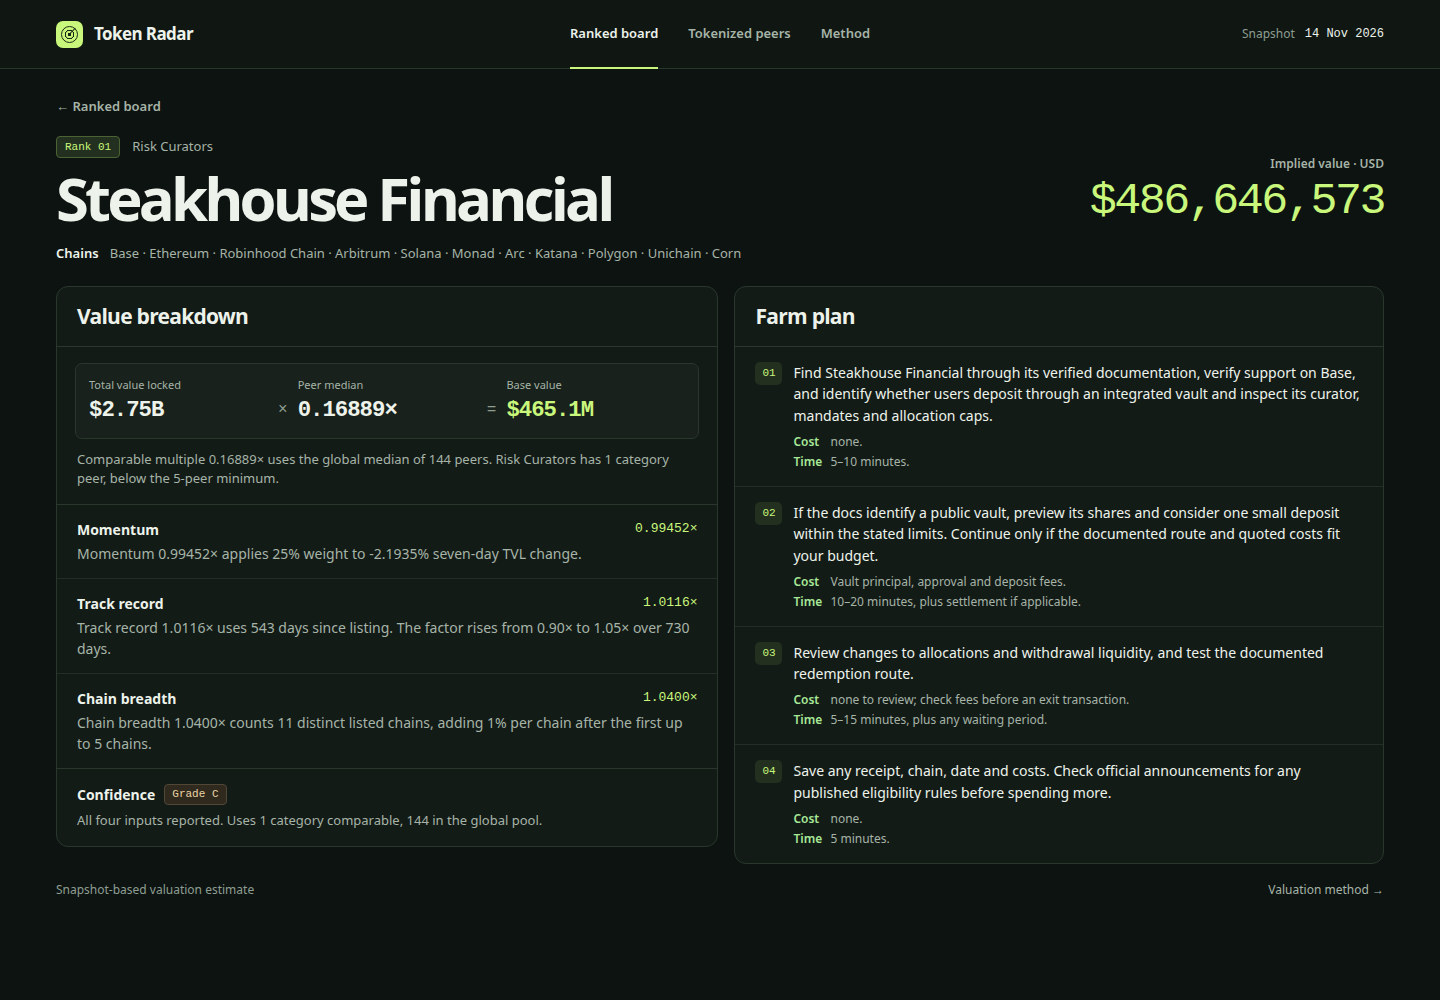 Token Radar
Ranked board
Tokenized peers
Method
Snapshot 14 Nov 2026
← Ranked board
Rank 01
Risk Curators
Steakhouse Financial
Implied value · USD
$486,646,573
Chains Base · Ethereum · Robinhood Chain · Arbitrum · Solana · Monad · Arc · Katana · Polygon · Unichain · Corn
Value breakdown
Total value locked
$2.75B
×
Peer median
0.16889×
=
Base value
$465.1M
Comparable multiple 0.16889× uses the global median of 144 peers. Risk Curators has 1 category
peer, below the 5-peer minimum.
Momentum
0.99452×
Momentum 0.99452× applies 25% weight to -2.1935% seven-day TVL change.
Track record
1.0116×
Track record 1.0116× uses 543 days since listing. The factor rises from 0.90× to 1.05× over 730
days.
Chain breadth
1.0400×
Chain breadth 1.0400× counts 11 distinct listed chains, adding 1% per chain after the first up
to 5 chains.
Confidence
Grade C
All four inputs reported. Uses 1 category comparable, 144 in the global pool.
Farm plan
01
Find Steakhouse Financial through its verified documentation, verify support on Base,
and identify whether users deposit through an integrated vault and inspect its curator,
mandates and allocation caps.
Cost none.
Time 5–10 minutes.
02
If the docs identify a public vault, preview its shares and consider one small deposit
within the stated limits. Continue only if the documented route and quoted costs fit
your budget.
Cost Vault principal, approval and deposit fees.
Time 10–20 minutes, plus settlement if applicable.
03
Review changes to allocations and withdrawal liquidity, and test the documented
redemption route.
Cost none to review; check fees before an exit transaction.
Time 5–15 minutes, plus any waiting period.
04
Save any receipt, chain, date and costs. Check official announcements for any
published eligibility rules before spending more.
Cost none.
Time 5 minutes.
Snapshot-based valuation estimate
Valuation method →